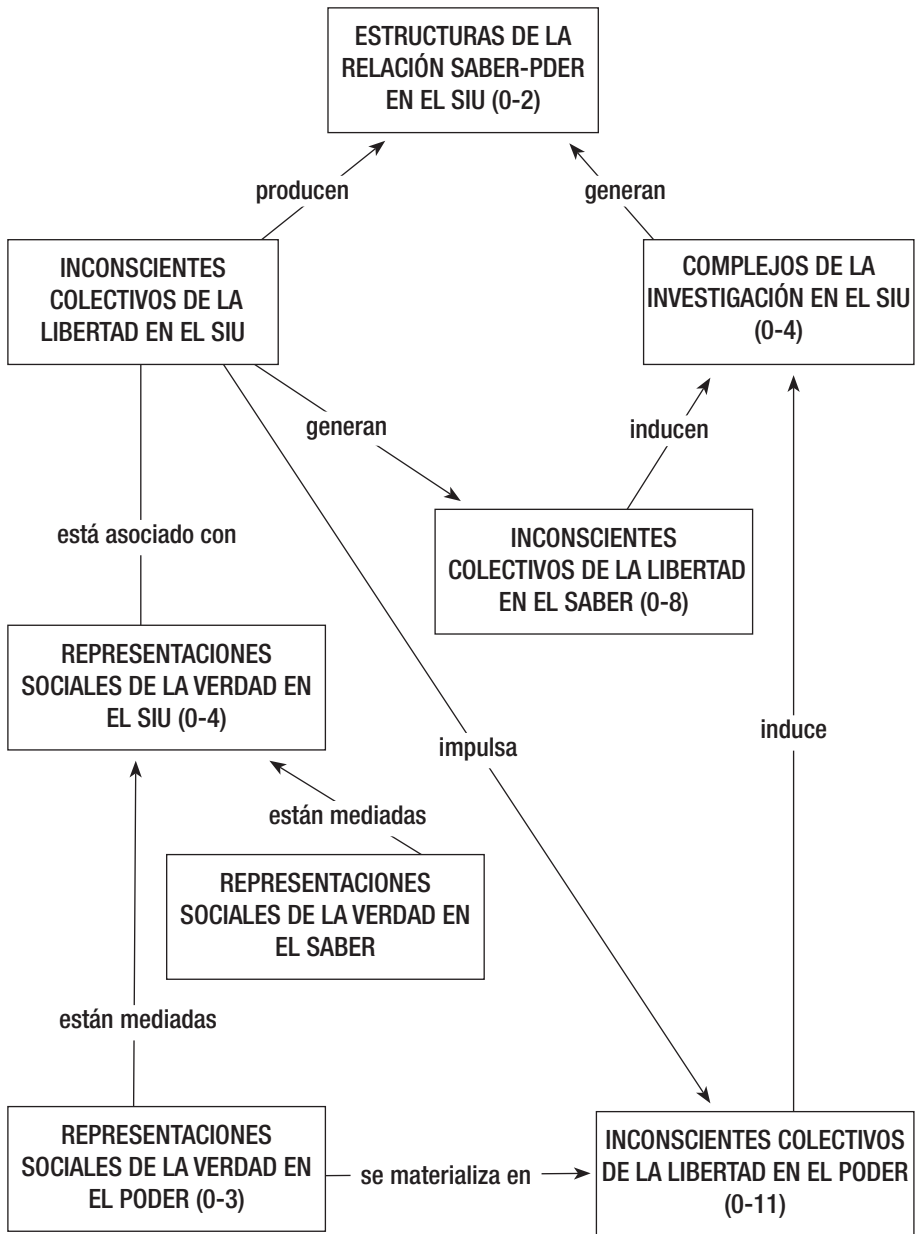 ESTRUCTURAS DE LA
RELACIÓN SABER-PDER
EN EL SIU (0-2)
producen
generan
INCONSCIENTES
COLECTIVOS DE LA
LIBERTAD EN EL SIU
COMPLEJOS DE LA
INVESTIGACIÓN EN EL SIU
(0-4)
generan
inducen
está asociado con
INCONSCIENTES
COLECTIVOS DE LA LIBERTAD
EN EL SABER (0-8)
REPRESENTACIONES
SOCIALES DE LA VERDAD EN
EL SIU (0-4)
impulsa
induce
están mediadas
REPRESENTACIONES
SOCIALES DE LA VERDAD EN
EL SABER
están mediadas
REPRESENTACIONES
SOCIALES DE LA VERDAD EN
EL PODER (0-3)
se materializa en
INCONSCIENTES COLECTIVOS
DE LA LIBERTAD EN EL PODER
(0-11)